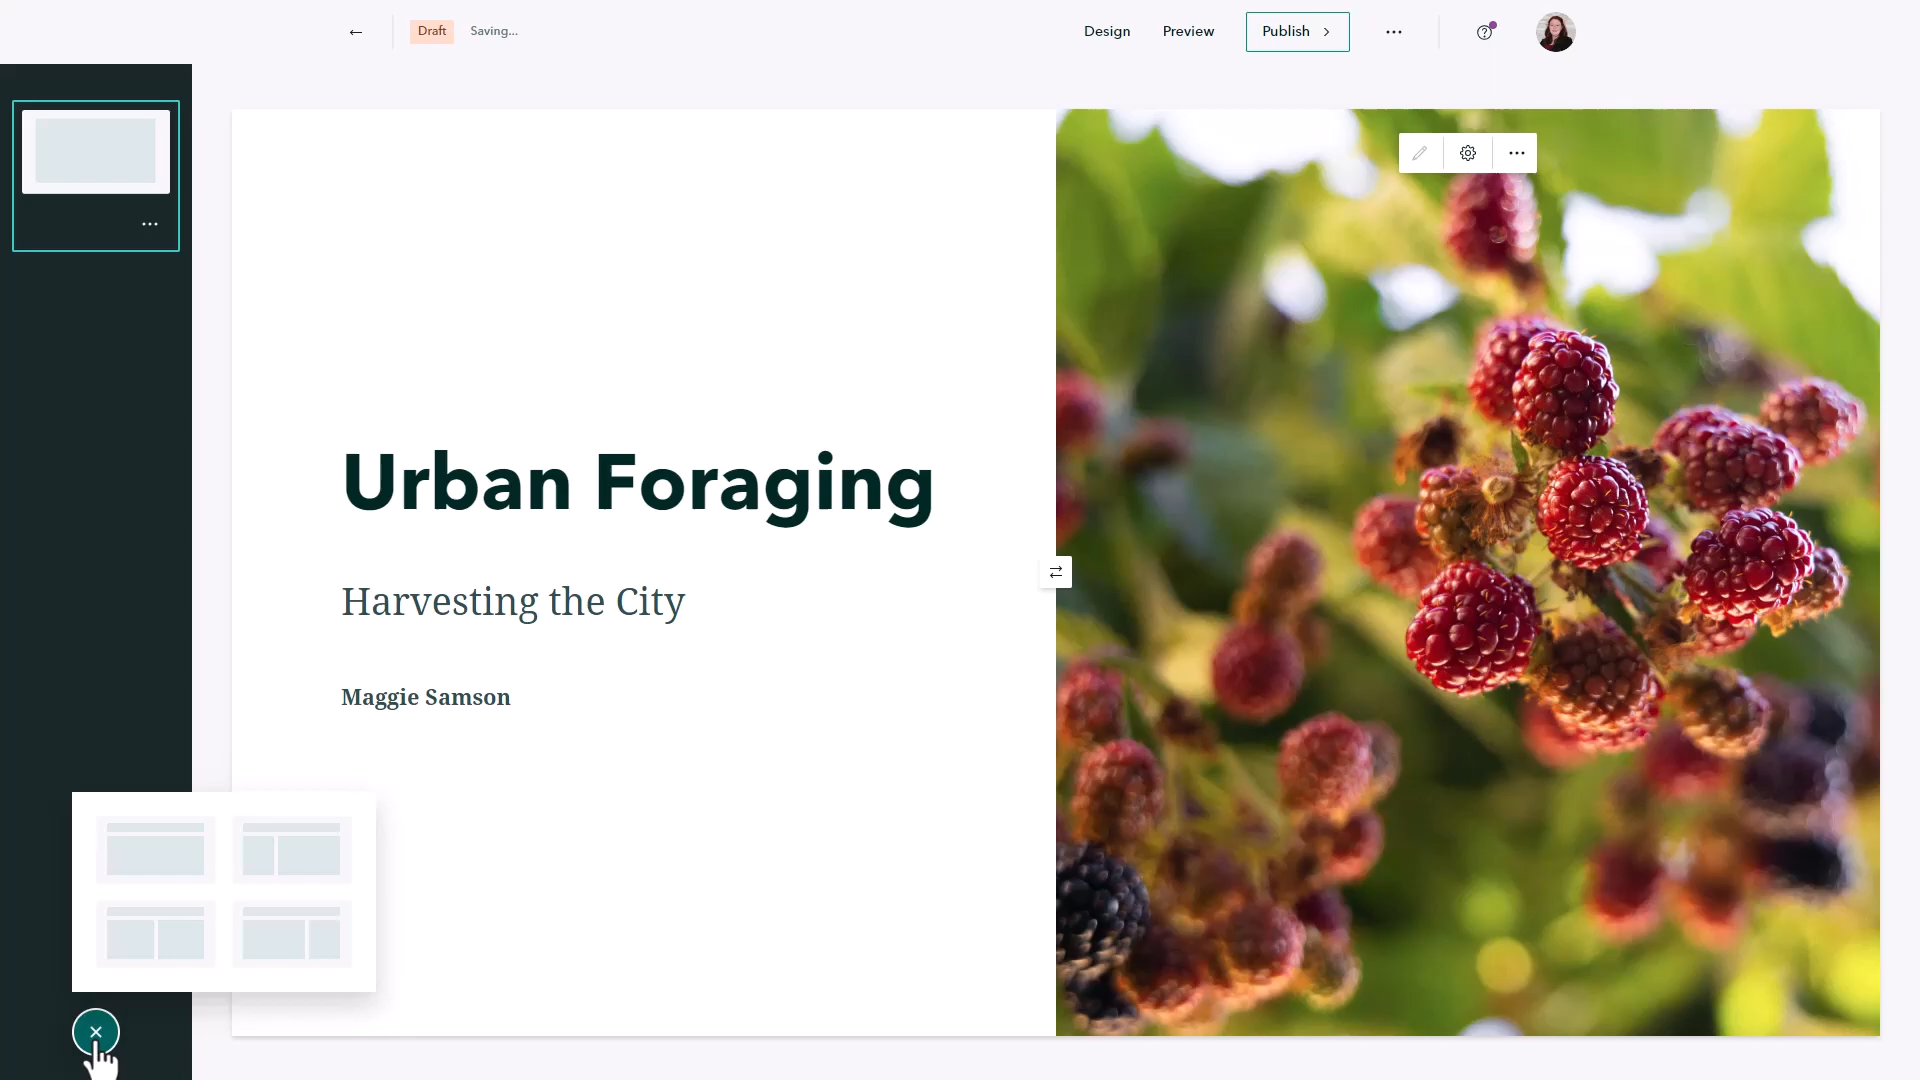 Draft
Saving...
Design
Preview
Publish
Urban Foraging
Harvesting the City
Maggie Samson